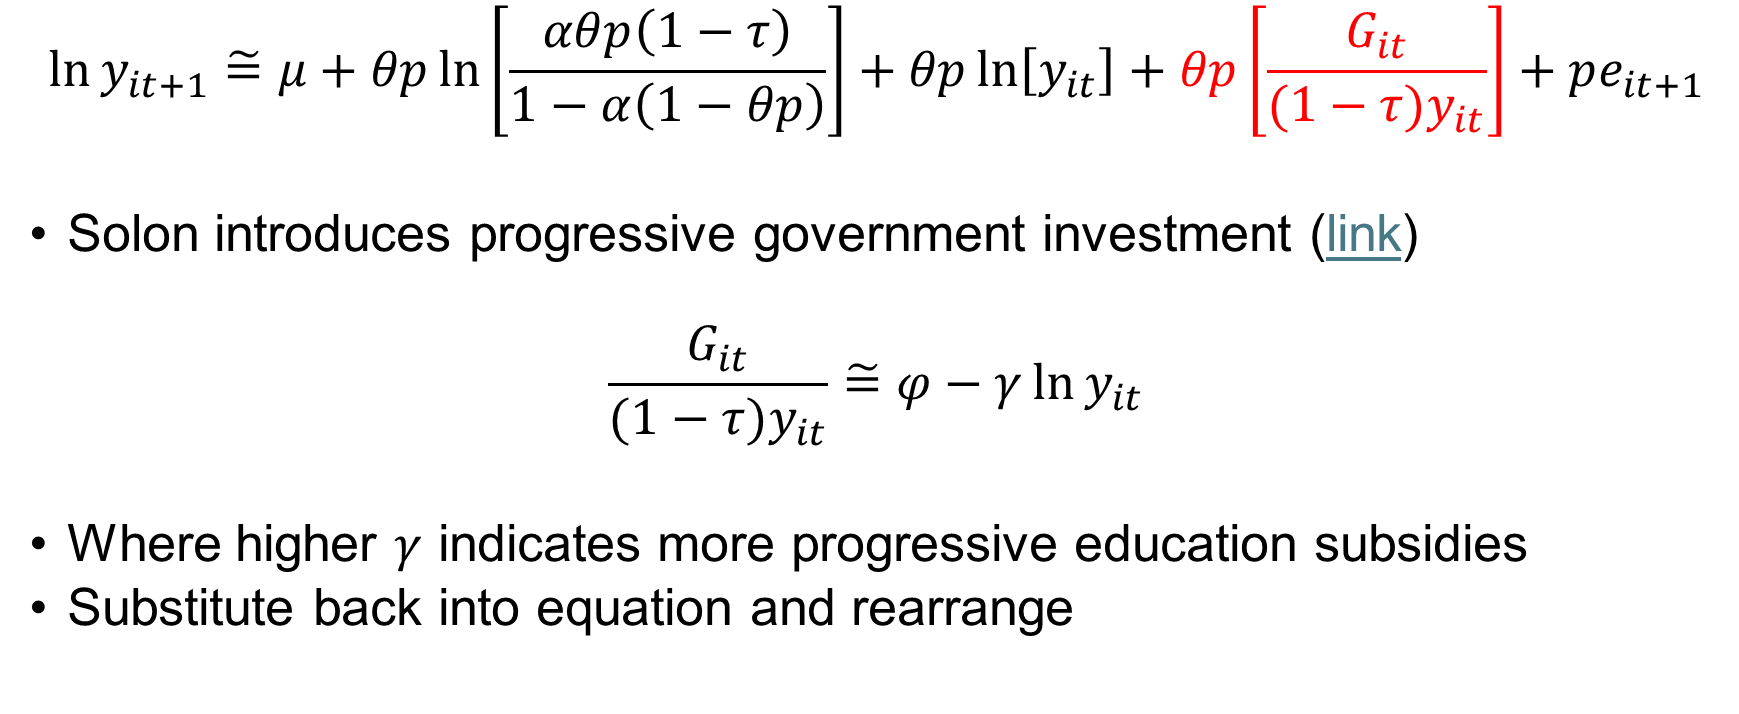 ln y_{it+1} ≅ μ + θp ln [αθp(1 − τ) / 1 − α(1 − θp)] + θp ln[y_{it}] + θp [G_{it} / (1 − τ)y_{it}] + pe_{it+1}
• Solon introduces progressive government investment (link)
G_{it} / (1 − τ)y_{it} ≅ φ − γ ln y_{it}
• Where higher γ indicates more progressive education subsidies
• Substitute back into equation and rearrange